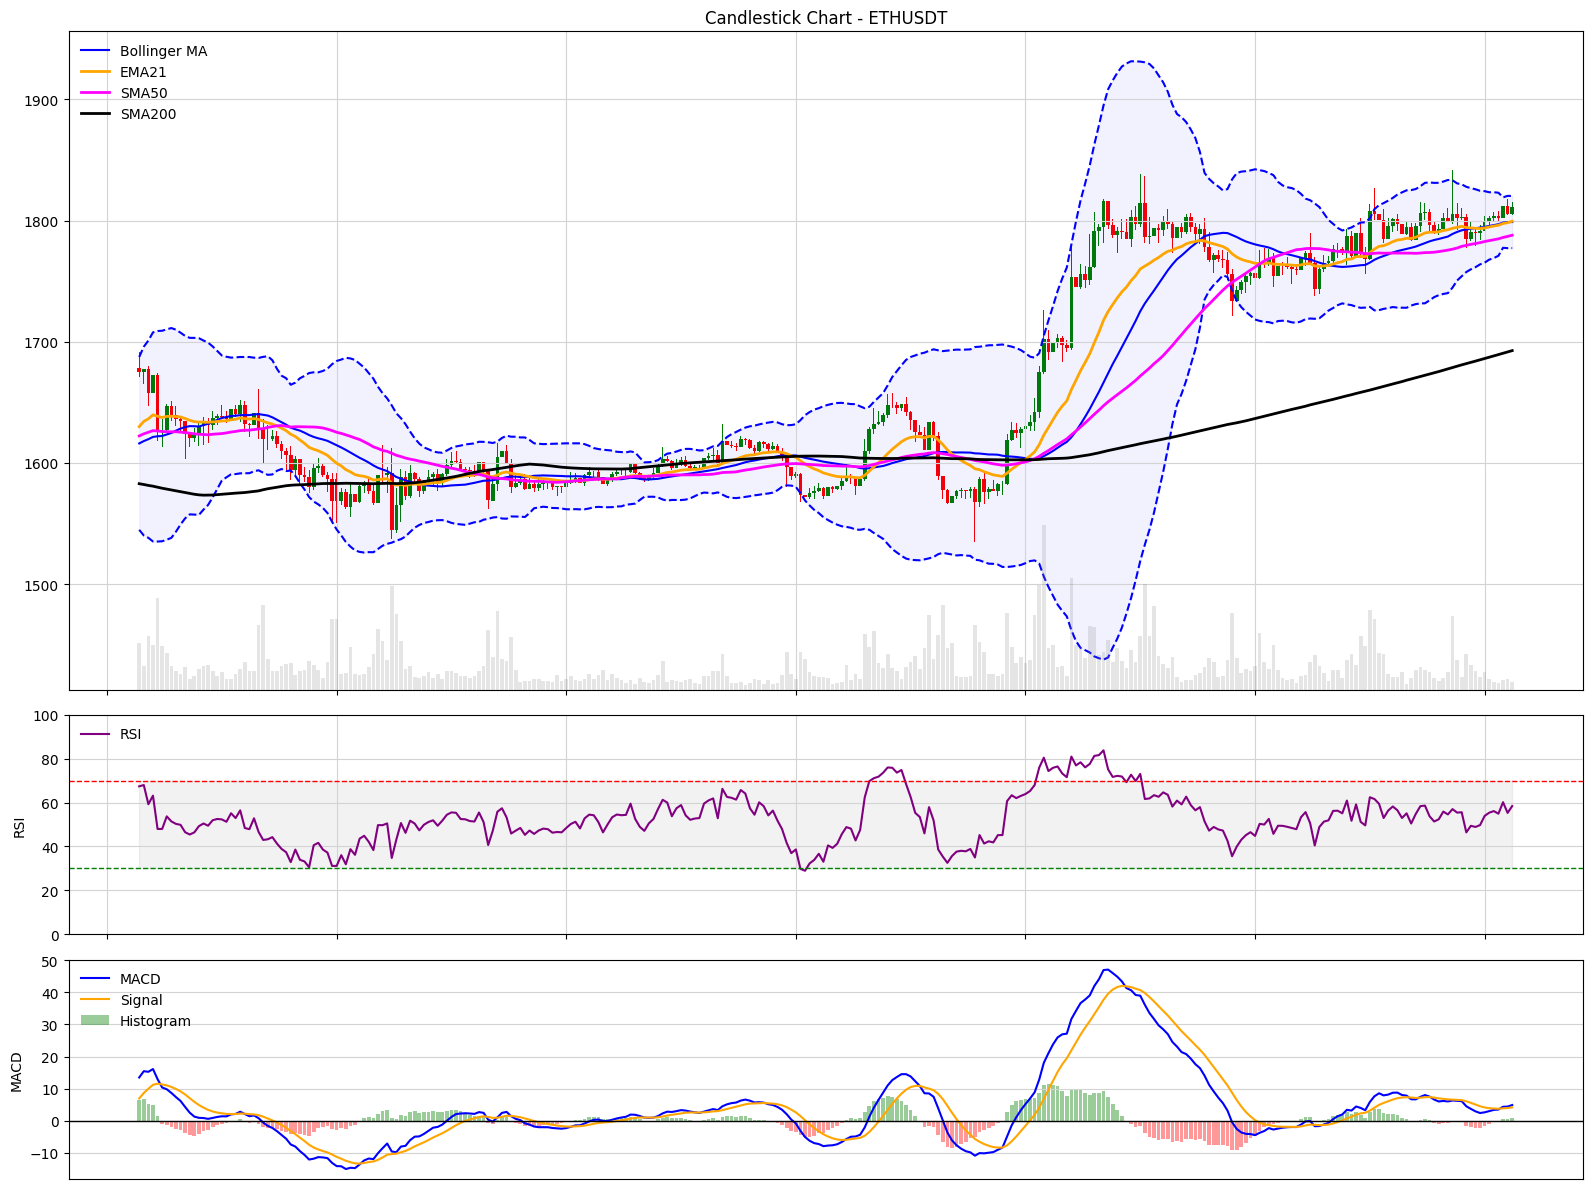 Candlestick Chart - ETHUSDT
Bollinger MA
EMA21
SMA50
SMA200
1900
1800
1700
1600
1500
RSI
100
80
60
40
20
0
RSI
MACD
Signal
Histogram
50
40
30
20
10
0
−10
MACD